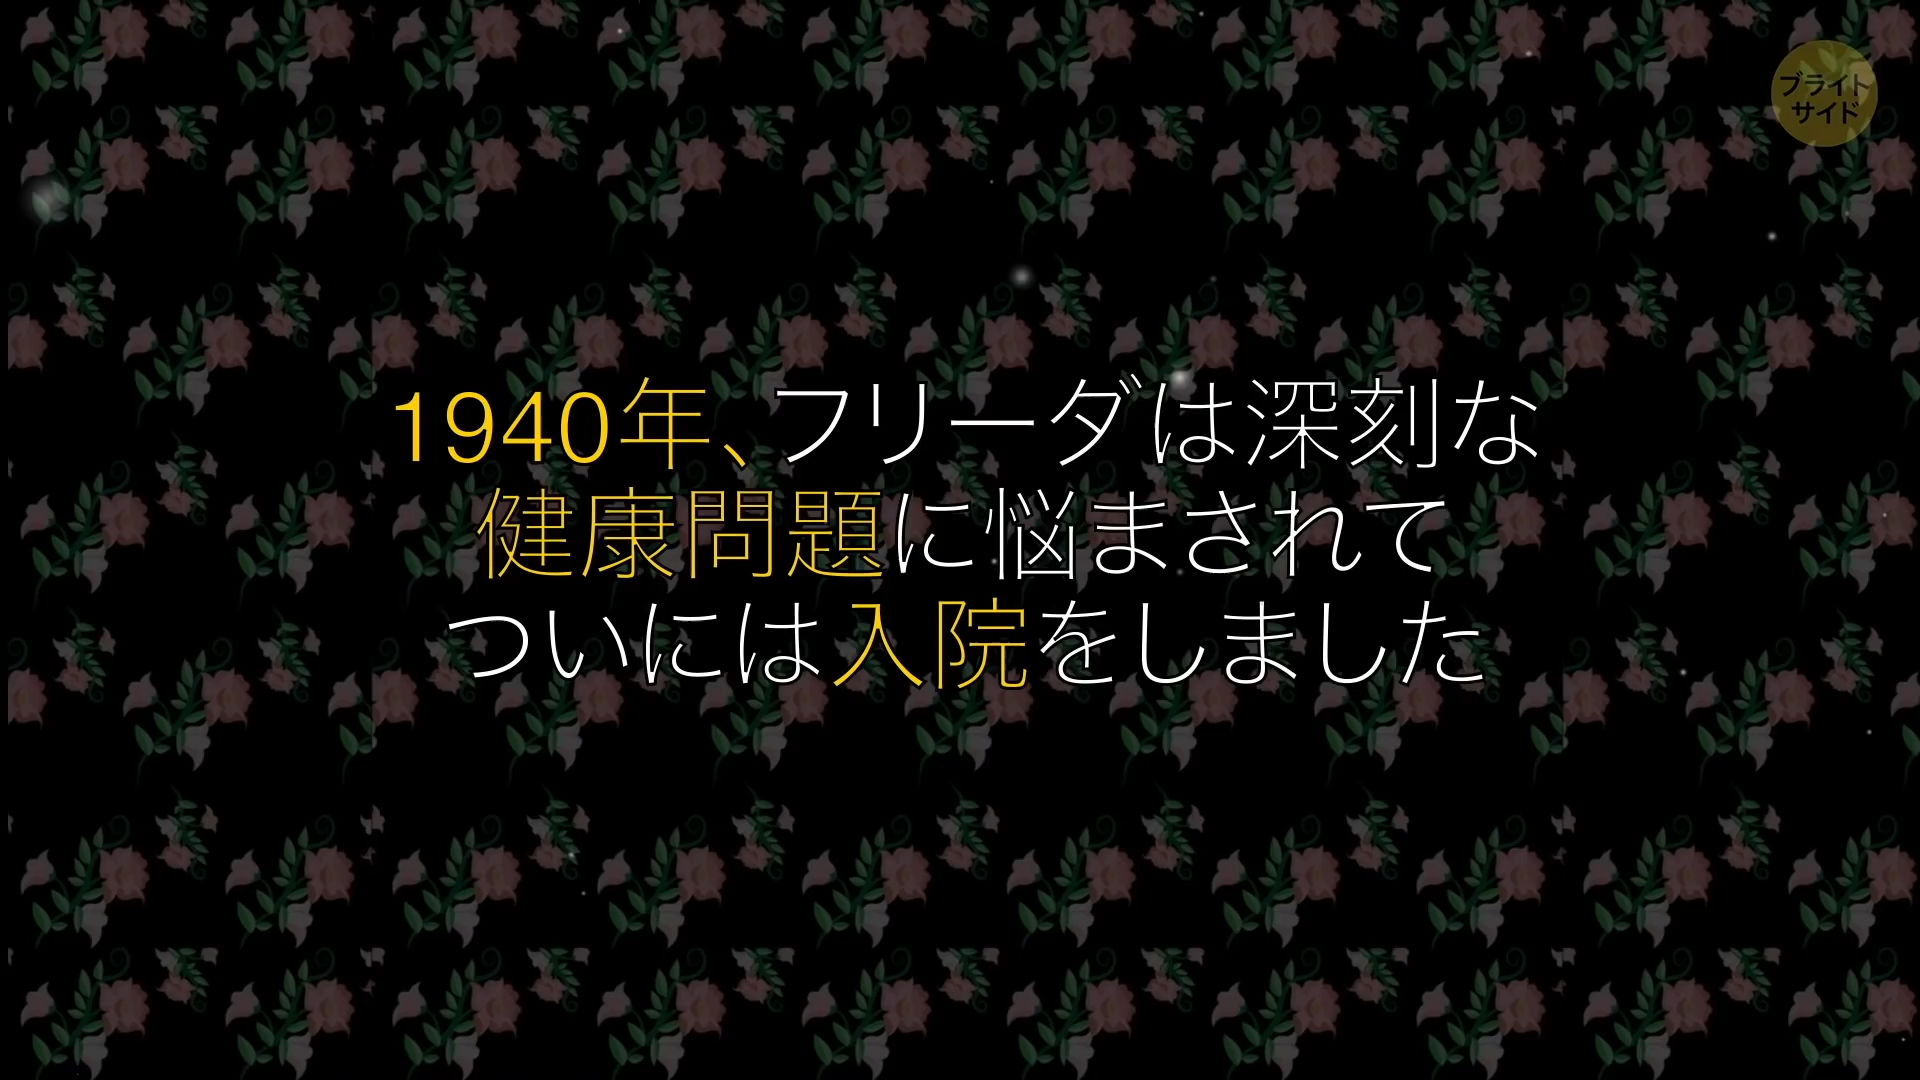 ブライト
サイド
1940年、フリーダは深刻な
健康問題に悩まされて
ついには入院をしました